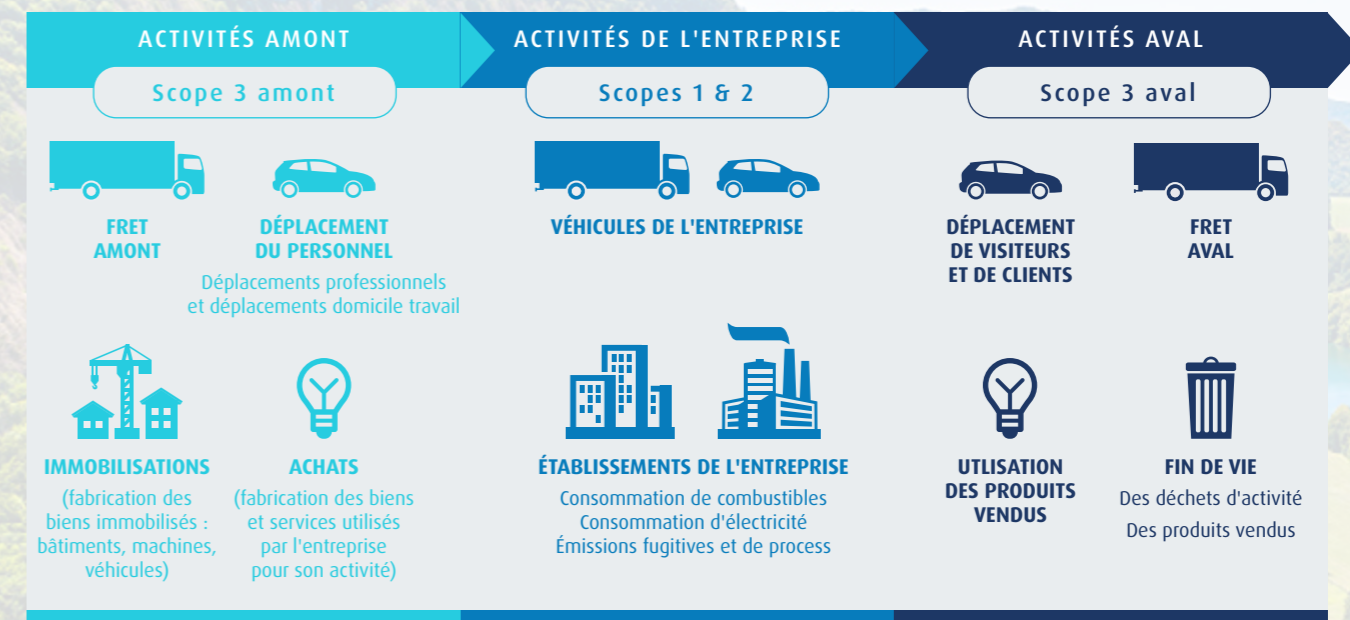 ACTIVITÉS AMONT
Scope 3 amont
FRET
AMONT
DÉPLACEMENT
DU PERSONNEL
Déplacements professionnels
et déplacements domicile travail
IMMOBILISATIONS
(fabrication des
biens immobilisés :
bâtiments, machines,
véhicules)
ACHATS
(fabrication des biens
et services utilisés
par l'entreprise
pour son activité)
ACTIVITÉS DE L'ENTREPRISE
Scopes 1 & 2
VÉHICULES DE L'ENTREPRISE
ÉTABLISSEMENTS DE L'ENTREPRISE
Consommation de combustibles
Consommation d'électricité
Émissions fugitives et de process
ACTIVITÉS AVAL
Scope 3 aval
DÉPLACEMENT
DE VISITEURS
ET DE CLIENTS
FRET
AVAL
UTLISATION
DES PRODUITS
VENDUS
FIN DE VIE
Des déchets d'activité
Des produits vendus